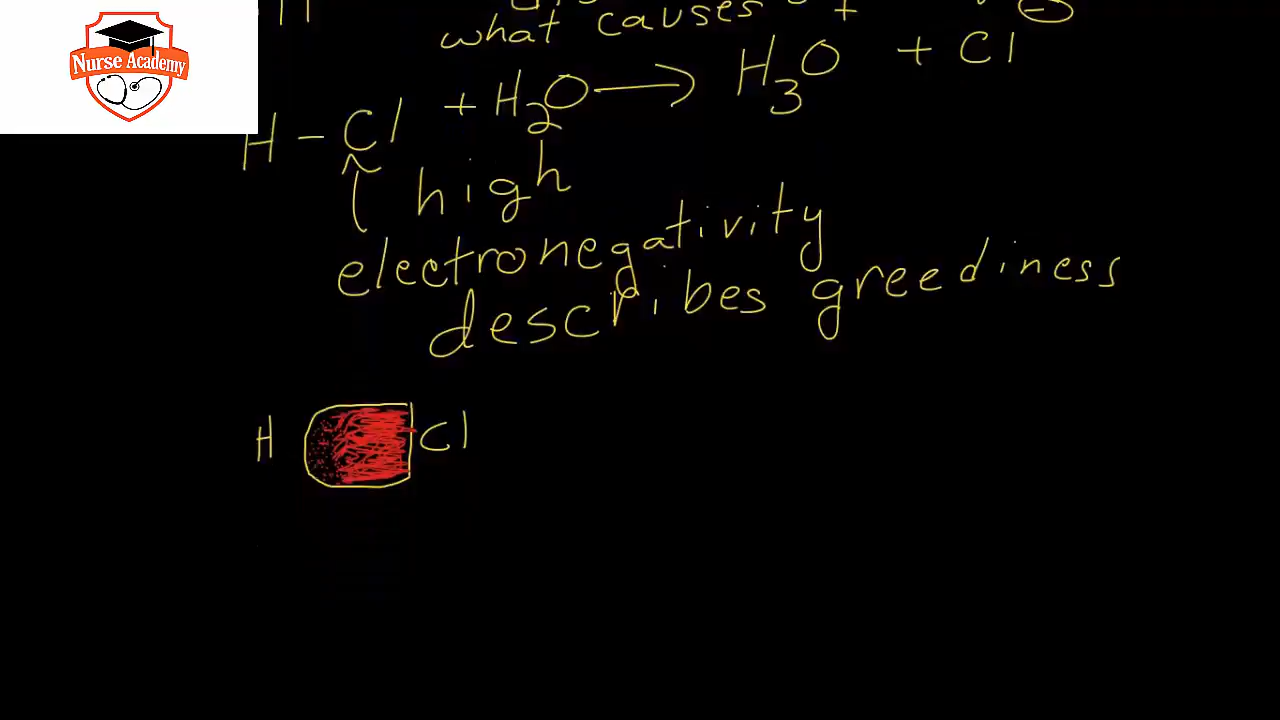 what causes +
Nurse Academy
H - Cl + H2O → H3O + Cl
high
electronegativity
describes greediness
H Cl